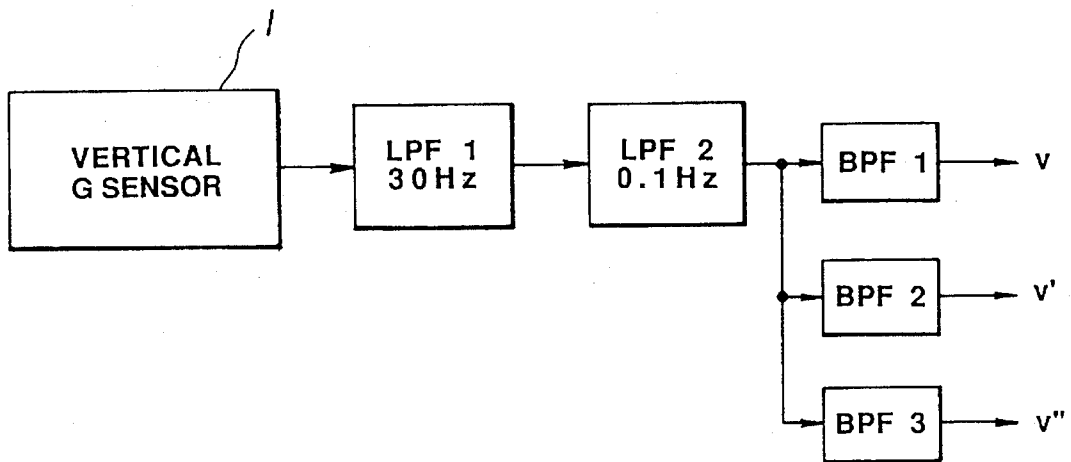 1
VERTICAL
G SENSOR
LPF 1
30Hz
LPF 2
0.1Hz
BPF 1
v
BPF 2
v'
BPF 3
v"